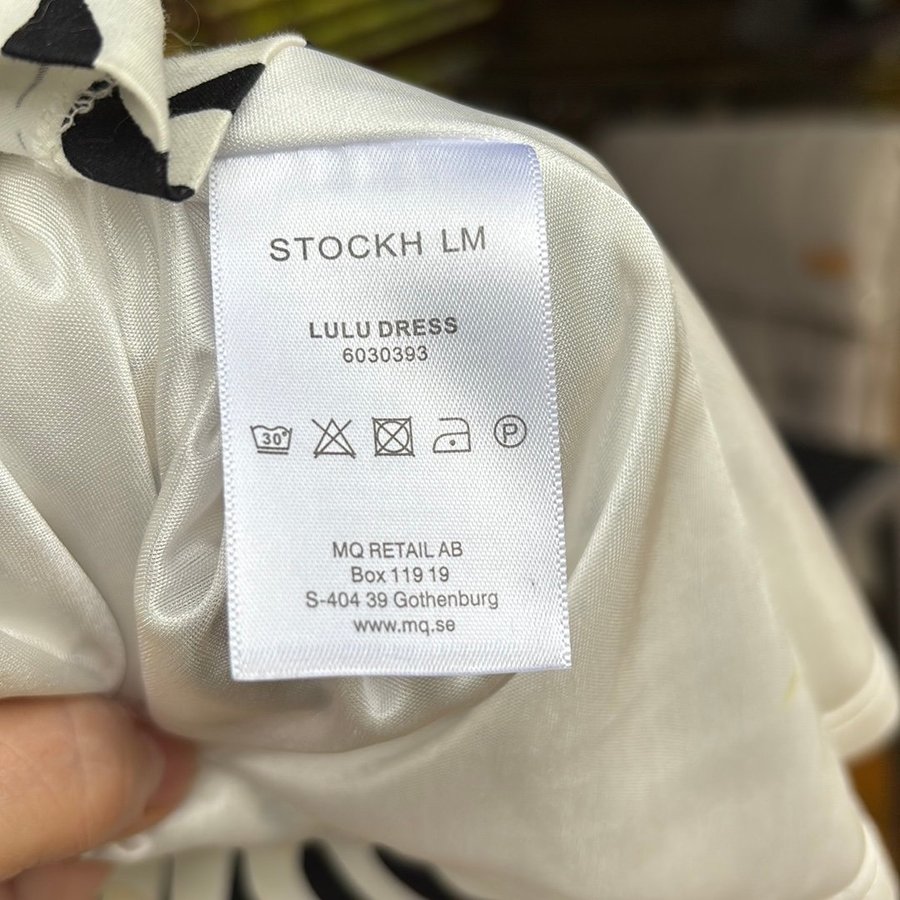 STOCKH LM
LULU DRESS
6030393
30°
P
MQ RETAIL AB
Box 119 19
S-404 39 Gothenburg
www.mq.se